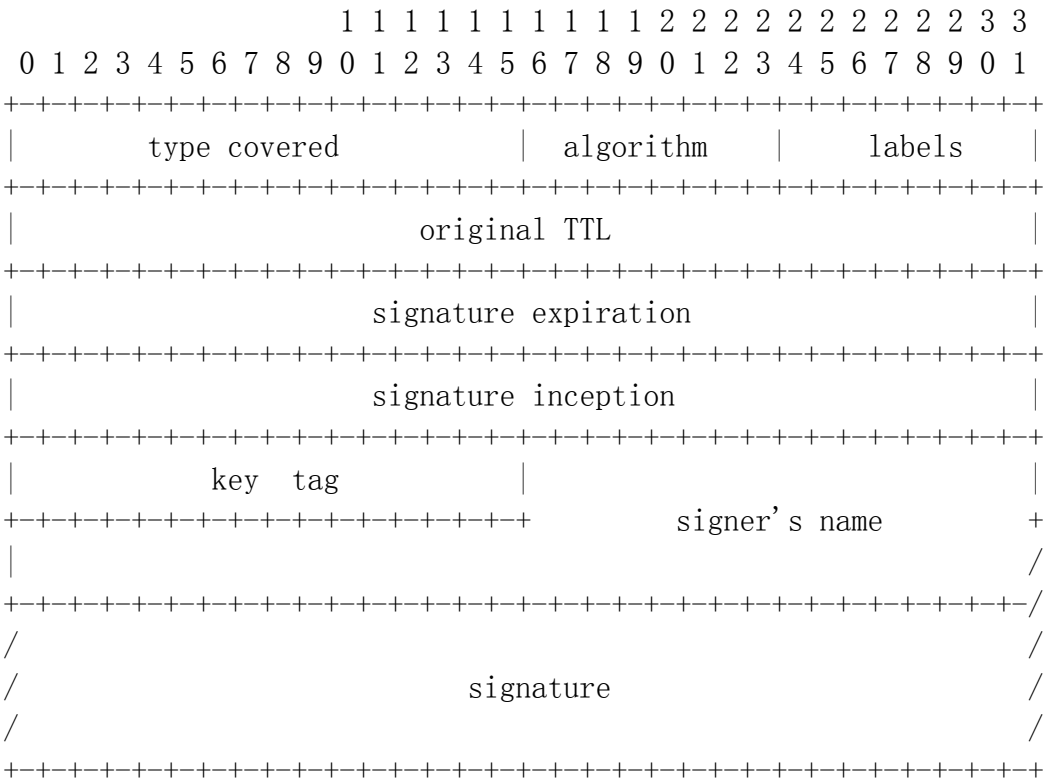 1 1 1 1 1 1 1 1 1 1 2 2 2 2 2 2 2 2 2 2 3 3
 0 1 2 3 4 5 6 7 8 9 0 1 2 3 4 5 6 7 8 9 0 1 2 3 4 5 6 7 8 9 0 1
+-+-+-+-+-+-+-+-+-+-+-+-+-+-+-+-+-+-+-+-+-+-+-+-+-+-+-+-+-+-+-+-+
|        type covered           |  algorithm    |     labels    |
+-+-+-+-+-+-+-+-+-+-+-+-+-+-+-+-+-+-+-+-+-+-+-+-+-+-+-+-+-+-+-+-+
|                         original TTL                          |
+-+-+-+-+-+-+-+-+-+-+-+-+-+-+-+-+-+-+-+-+-+-+-+-+-+-+-+-+-+-+-+-+
|                      signature expiration                     |
+-+-+-+-+-+-+-+-+-+-+-+-+-+-+-+-+-+-+-+-+-+-+-+-+-+-+-+-+-+-+-+-+
|                      signature inception                      |
+-+-+-+-+-+-+-+-+-+-+-+-+-+-+-+-+-+-+-+-+-+-+-+-+-+-+-+-+-+-+-+-+
|            key  tag           |                               |
+-+-+-+-+-+-+-+-+-+-+-+-+-+-+-+-+         signer's name         +
|                                                               /
+-+-+-+-+-+-+-+-+-+-+-+-+-+-+-+-+-+-+-+-+-+-+-+-+-+-+-+-+-+-+-+-/
/                                                               /
/                            signature                          /
/                                                               /
+-+-+-+-+-+-+-+-+-+-+-+-+-+-+-+-+-+-+-+-+-+-+-+-+-+-+-+-+-+-+-+-+